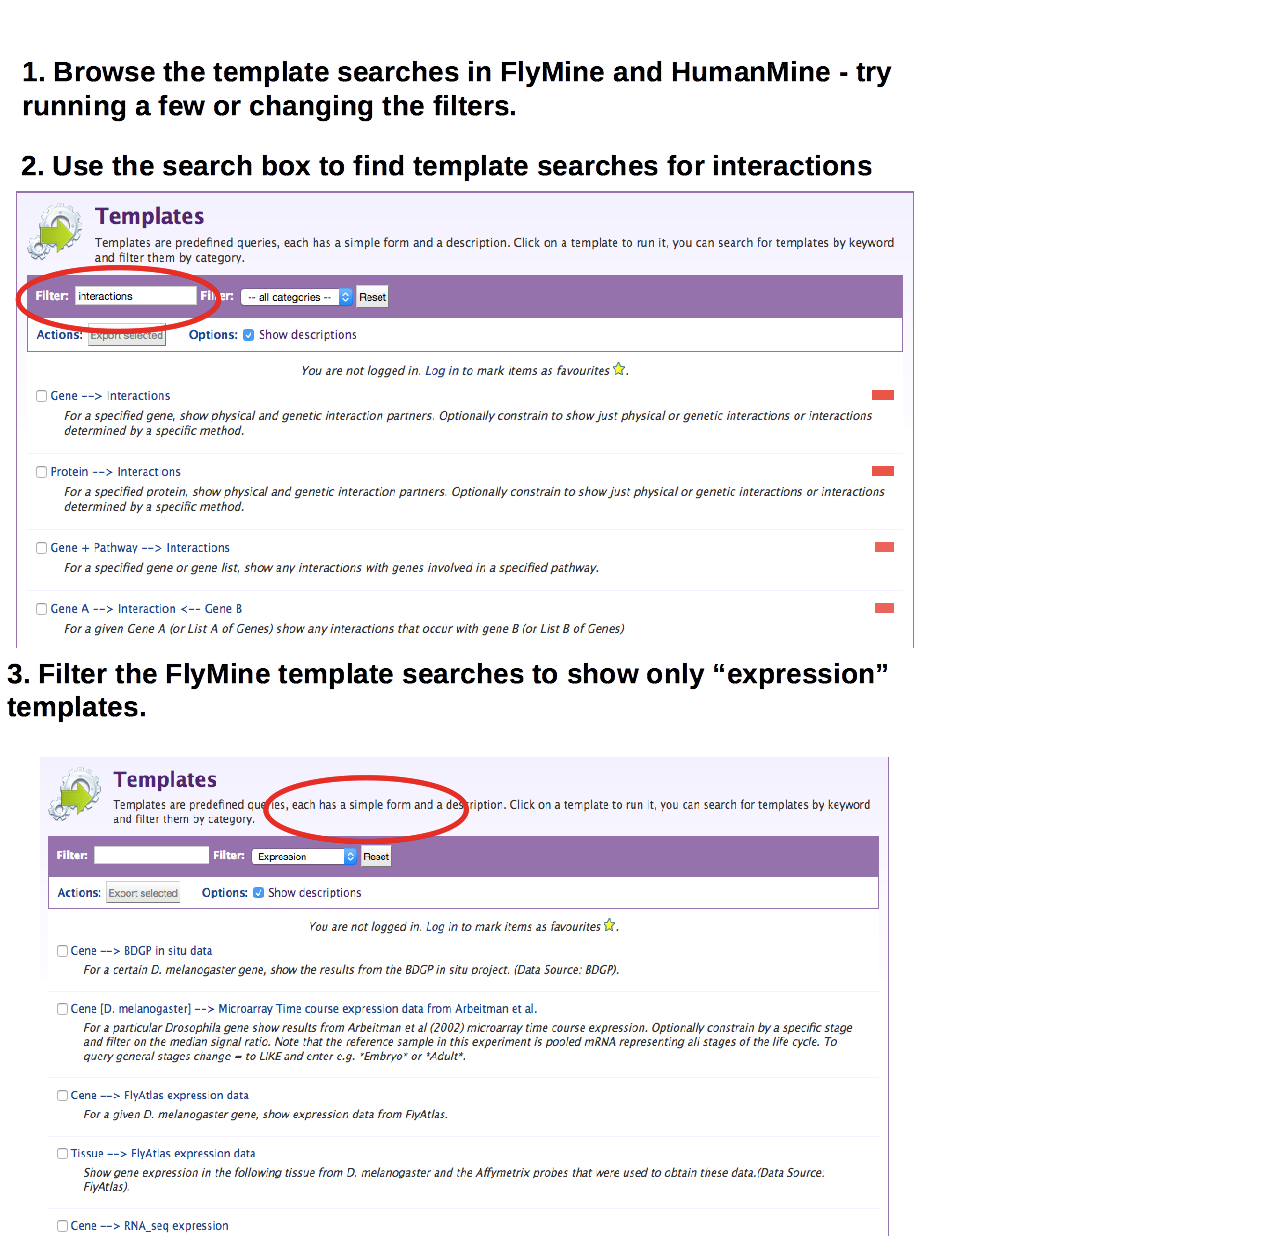 1. Browse the template searches in FlyMine and HumanMine - try
running a few or changing the filters.
2. Use the search box to find template searches for interactions
Templates
Templates are predefined queries, each has a simple form and a description. Click on a template to run it, you can search for templates by keyword
and filter them by category.
Filter: interactions Filter: -- all categories -- Reset
Actions: Export selected Options: Show descriptions
You are not logged in. Log in to mark items as favourites.
Gene --> Interactions
For a specified gene, show physical and genetic interaction partners. Optionally constrain to show just physical or genetic interactions or interactions
determined by a specific method.
Protein --> Interactions
For a specified protein, show physical and genetic interaction partners. Optionally constrain to show just physical or genetic interactions or interactions
determined by a specific method.
Gene + Pathway --> Interactions
For a specified gene or gene list, show any interactions with genes involved in a specified pathway.
Gene A --> Interaction <-- Gene B
For a given Gene A (or List A of Genes) show any interactions that occur with gene B (or List B of Genes)
3. Filter the FlyMine template searches to show only “expression”
templates.
Templates
Templates are predefined queries, each has a simple form and a description. Click on a template to run it, you can search for templates by keyword
and filter them by category.
Filter: Filter: Expression Reset
Actions: Export selected Options: Show descriptions
You are not logged in. Log in to mark items as favourites.
Gene --> BDGP in situ data
For a certain D. melanogaster gene, show the results from the BDGP in situ project. (Data Source: BDGP).
Gene [D. melanogaster] --> Microarray Time course expression data from Arbeitman et al.
For a particular Drosophila gene show results from Arbeitman et al (2002) microarray time course expression. Optionally constrain by a specific stage
and filter on the median signal ratio. Note that the reference sample in this experiment is pooled mRNA representing all stages of the life cycle. To
query general stages change = to LIKE and enter e.g. *Embryo* or *Adult*.
Gene --> FlyAtlas expression data
For a given D. melanogaster gene, show expression data from FlyAtlas.
Tissue --> FlyAtlas expression data
Show gene expression in the following tissue from D. melanogaster and the Affymetrix probes that were used to obtain these data.(Data Source:
FlyAtlas).
Gene --> RNA_seq expression